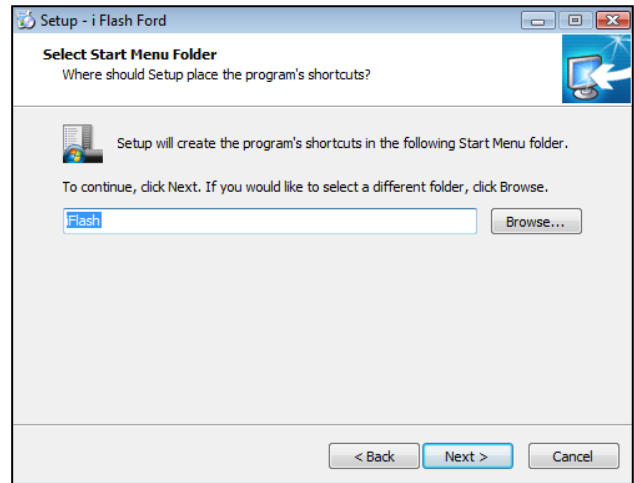 Setup - i Flash Ford
Select Start Menu Folder
Where should Setup place the program's shortcuts?
Setup will create the program's shortcuts in the following Start Menu folder.
To continue, click Next. If you would like to select a different folder, click Browse.
iFlash
Browse...
< Back
Next >
Cancel